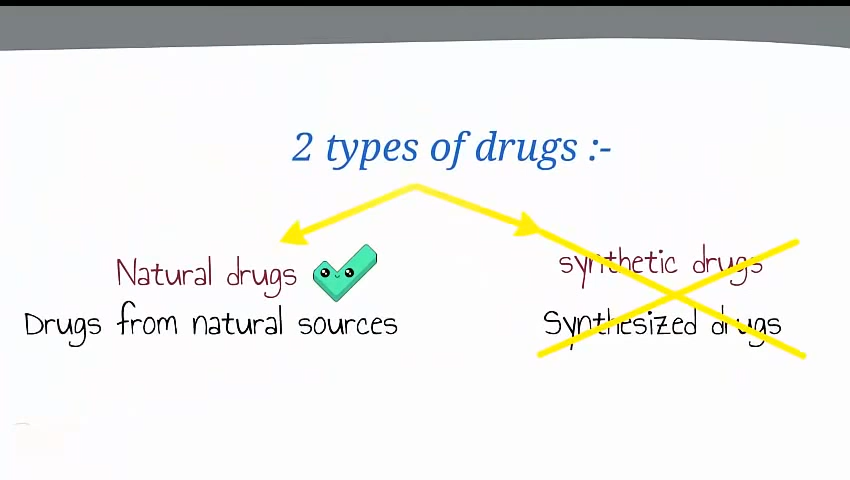 2 types of drugs :-
Natural drugs
Drugs from natural sources
synthetic drugs
Synthesized drugs